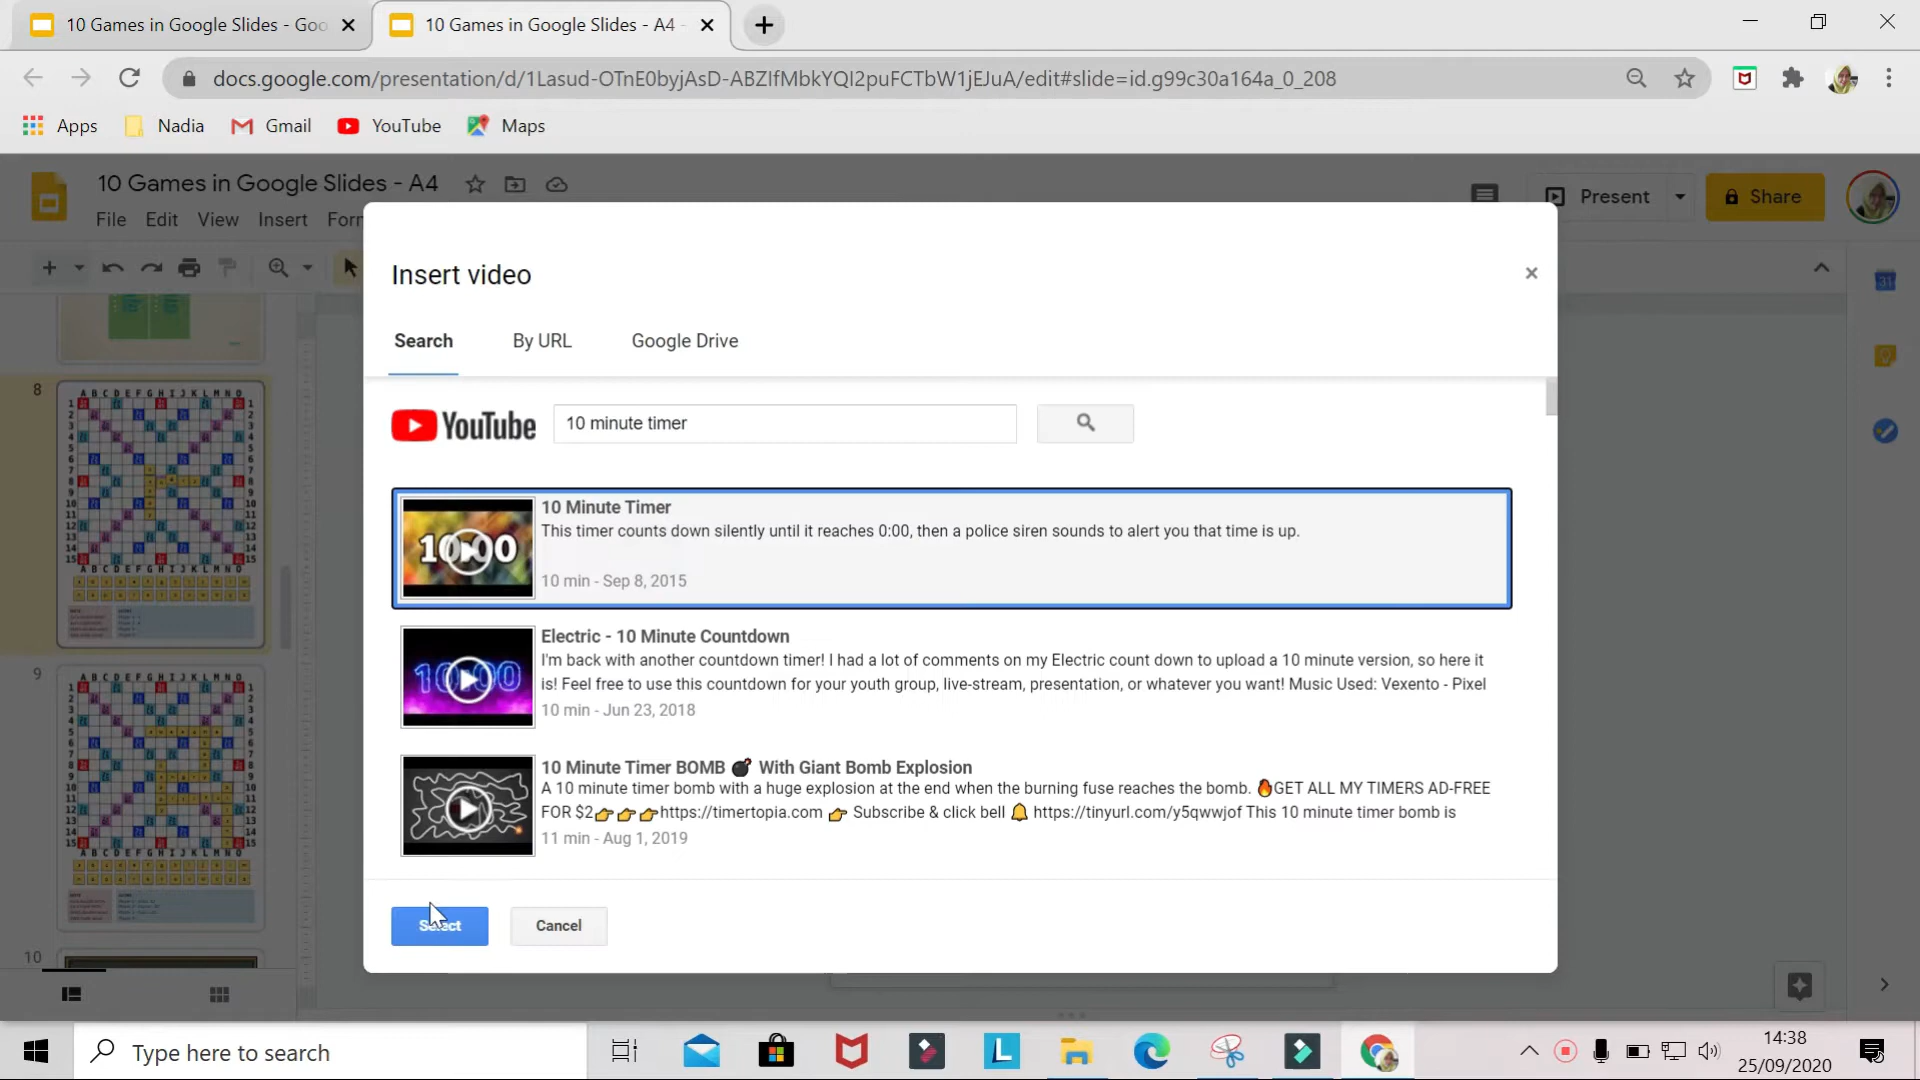 10 Games in Google Slides - Goo
10 Games in Google Slides - A4 -
docs.google.com/presentation/d/1Lasud-OTnE0byjAsD-ABZIfMbkYQI2puFCTbW1jEJuA/edit#slide=id.g99c30a164a_0_208
Apps
Nadia
Gmail
YouTube
Maps
10 Games in Google Slides - A4
File Edit View Insert Form
Present
Share
Insert video
×
Search
By URL
Google Drive
YouTube
10 minute timer
10:00
10 Minute Timer
This timer counts down silently until it reaches 0:00, then a police siren sounds to alert you that time is up.
10 min - Sep 8, 2015
10:00
Electric - 10 Minute Countdown
I'm back with another countdown timer! I had a lot of comments on my Electric count down to upload a 10 minute version, so here it
is! Feel free to use this countdown for your youth group, live-stream, presentation, or whatever you want! Music Used: Vexento - Pixel
10 min - Jun 23, 2018
10 Minute Timer BOMB 💣 With Giant Bomb Explosion
A 10 minute timer bomb with a huge explosion at the end when the burning fuse reaches the bomb. 🔥GET ALL MY TIMERS AD-FREE
FOR $2👉👉👉https://timertopia.com 👉 Subscribe & click bell 🔔 https://tinyurl.com/y5qwwjof This 10 minute timer bomb is
11 min - Aug 1, 2019
Select
Cancel
8
A B C D E F G H I J K L M N O
9
A B C D E F G H I J K L M N O
10
31
Type here to search
L
14:38
25/09/2020